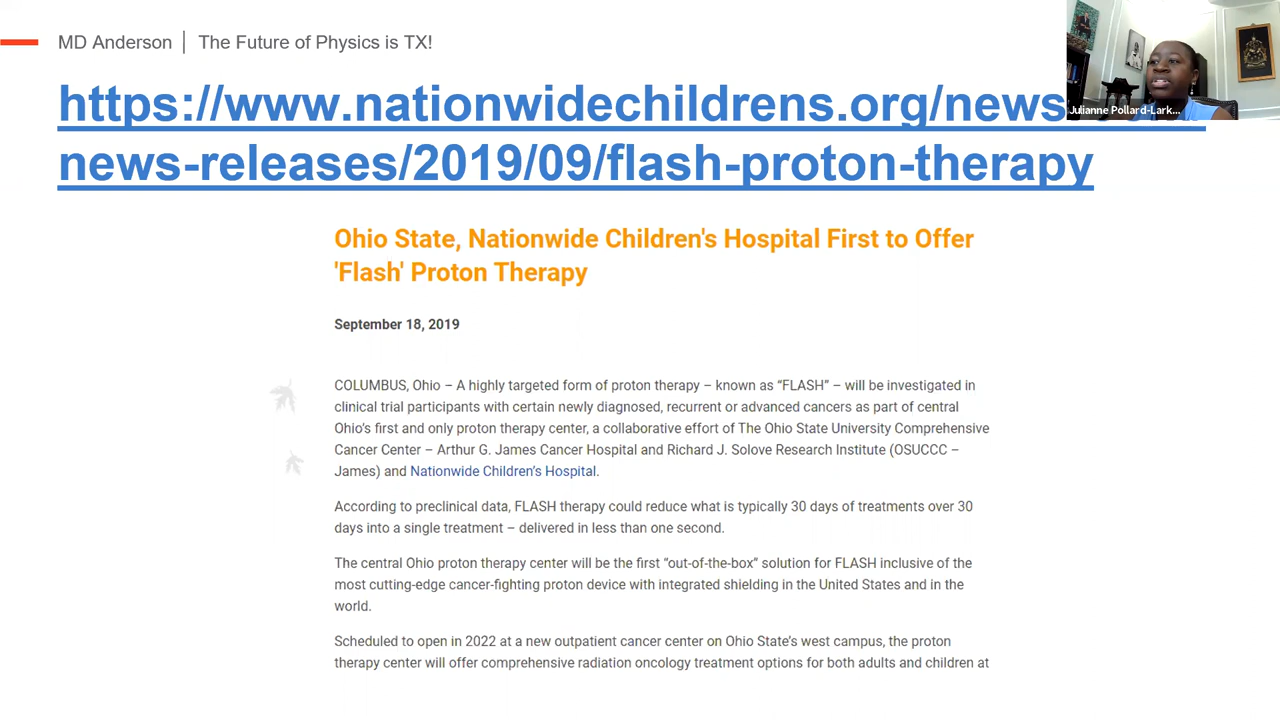 MD Anderson | The Future of Physics is TX!
https://www.nationwidechildrens.org/news
news-releases/2019/09/flash-proton-therapy
Julianne Pollard-Lark...
Ohio State, Nationwide Children's Hospital First to Offer
'Flash' Proton Therapy
September 18, 2019
COLUMBUS, Ohio – A highly targeted form of proton therapy – known as “FLASH” – will be investigated in
clinical trial participants with certain newly diagnosed, recurrent or advanced cancers as part of central
Ohio’s first and only proton therapy center, a collaborative effort of The Ohio State University Comprehensive
Cancer Center – Arthur G. James Cancer Hospital and Richard J. Solove Research Institute (OSUCCC –
James) and Nationwide Children’s Hospital.
According to preclinical data, FLASH therapy could reduce what is typically 30 days of treatments over 30
days into a single treatment – delivered in less than one second.
The central Ohio proton therapy center will be the first “out-of-the-box” solution for FLASH inclusive of the
most cutting-edge cancer-fighting proton device with integrated shielding in the United States and in the
world.
Scheduled to open in 2022 at a new outpatient cancer center on Ohio State’s west campus, the proton
therapy center will offer comprehensive radiation oncology treatment options for both adults and children at